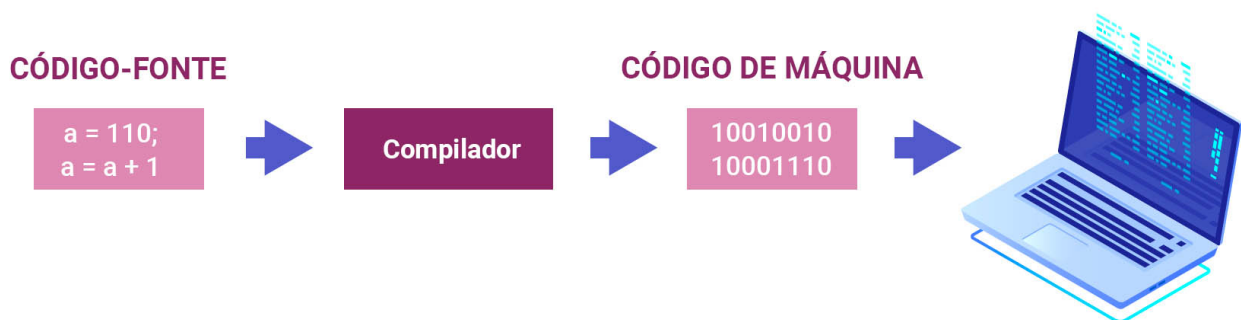 CÓDIGO-FONTE
a = 110;
a = a + 1
Compilador
CÓDIGO DE MÁQUINA
10010010
10001110